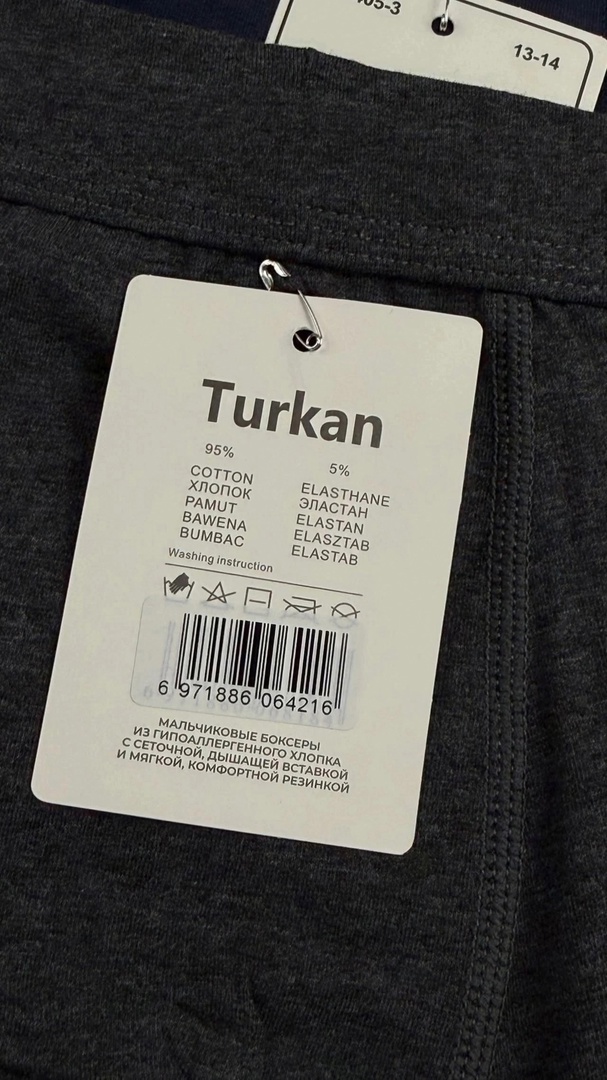 13-14
Turkan
95%
COTTON
ХЛОПОК
PAMUT
BAWENA
BUMBAC
5%
ELASTHANE
ЭЛАСТАН
ELASTAN
ELASZTAB
ELASTAB
Washing instruction
6 971886 064216
МАЛЬЧИКОВЫЕ БОКСЕРЫ
ИЗ ГИПОАЛЛЕРГЕННОГО ХЛОПКА
С СЕТОЧНОЙ, ДЫШАЩЕЙ ВСТАВКОЙ
И МЯГКОЙ, КОМФОРТНОЙ РЕЗИНКОЙ